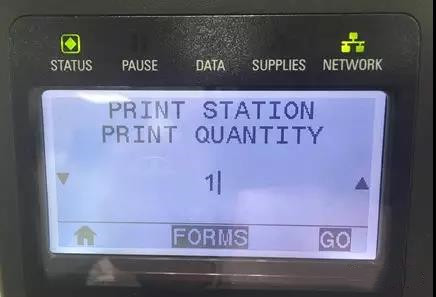 STATUS PAUSE DATA SUPPLIES NETWORK
PRINT STATION
PRINT QUANTITY
1
FORMS GO